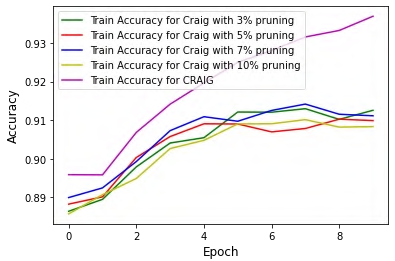 Train Accuracy for Craig with 3% pruning
Train Accuracy for Craig with 5% pruning
Train Accuracy for Craig with 7% pruning
Train Accuracy for Craig with 10% pruning
Train Accuracy for CRAIG
0.93
0.92
0.91
0.90
0.89
Accuracy
0 2 4 6 8
Epoch